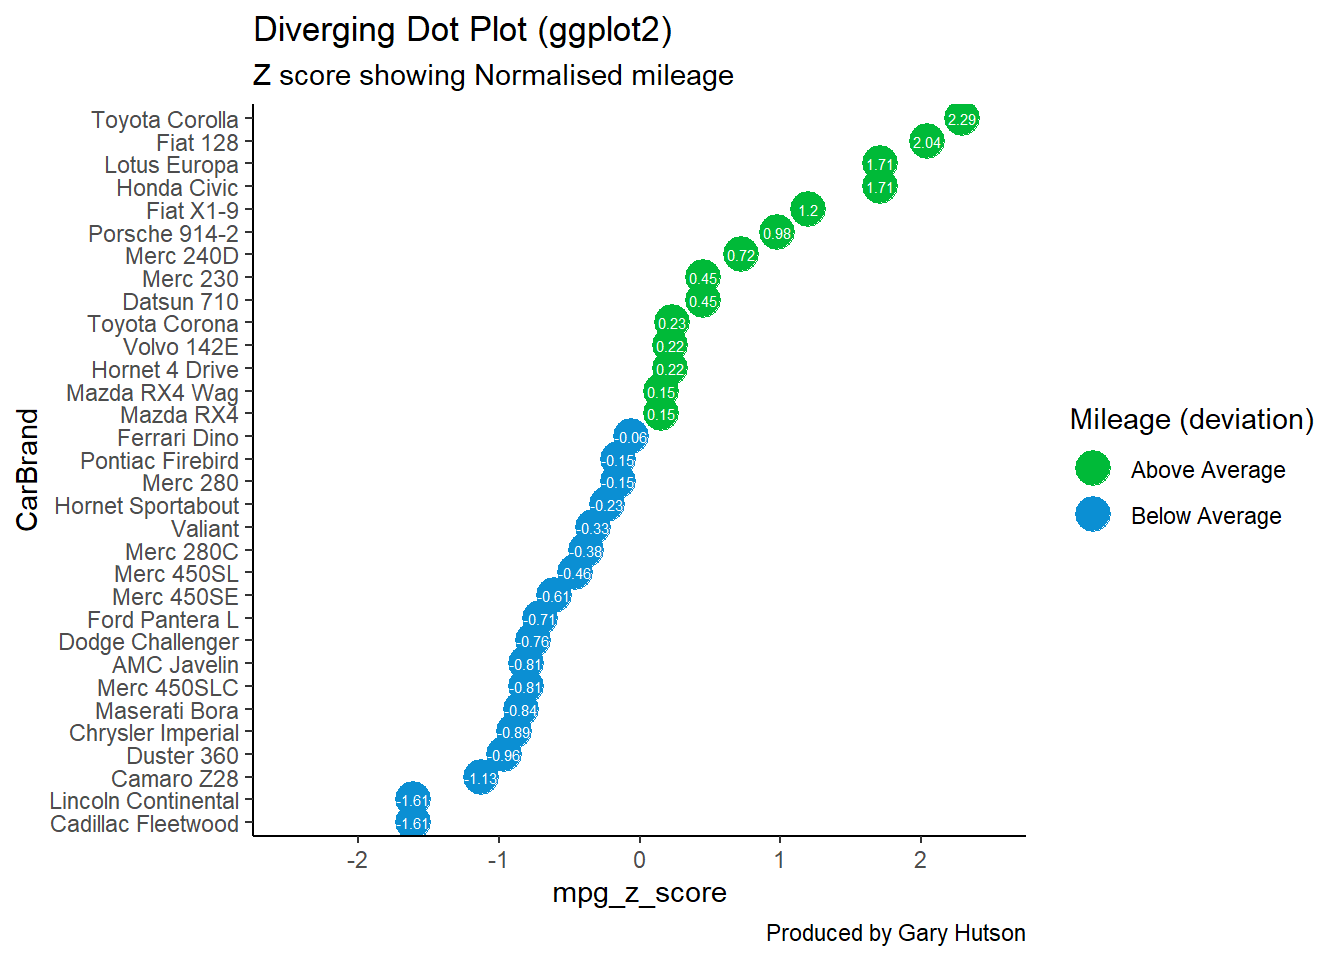 Diverging Dot Plot (ggplot2)
Z score showing Normalised mileage
CarBrand
Toyota Corolla 2.29
Fiat 128 2.04
Lotus Europa 1.71
Honda Civic 1.71
Fiat X1-9 1.2
Porsche 914-2 0.98
Merc 240D 0.72
Merc 230 0.45
Datsun 710 0.45
Toyota Corona 0.23
Volvo 142E 0.22
Hornet 4 Drive 0.22
Mazda RX4 Wag 0.15
Mazda RX4 0.15
Ferrari Dino -0.06
Pontiac Firebird -0.15
Merc 280 -0.15
Hornet Sportabout -0.23
Valiant -0.33
Merc 280C -0.38
Merc 450SL -0.46
Merc 450SE -0.61
Ford Pantera L -0.71
Dodge Challenger -0.76
AMC Javelin -0.81
Merc 450SLC -0.81
Maserati Bora -0.84
Chrysler Imperial -0.89
Duster 360 -0.96
Camaro Z28 -1.13
Lincoln Continental -1.61
Cadillac Fleetwood -1.61
-2 -1 0 1 2
mpg_z_score
Mileage (deviation)
Above Average
Below Average
Produced by Gary Hutson